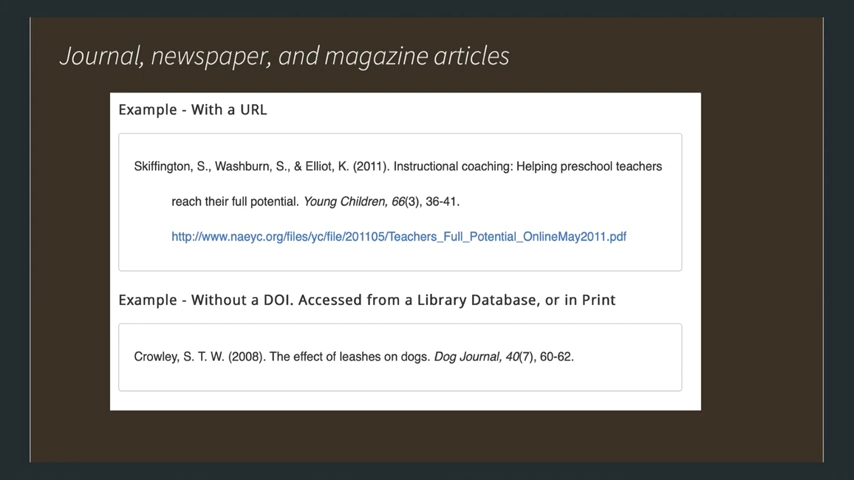 Journal, newspaper, and magazine articles
Example - With a URL
Skiffington, S., Washburn, S., & Elliot, K. (2011). Instructional coaching: Helping preschool teachers
reach their full potential. Young Children, 66(3), 36-41.
http://www.naeyc.org/files/yc/file/201105/Teachers_Full_Potential_OnlineMay2011.pdf
Example - Without a DOI. Accessed from a Library Database, or in Print
Crowley, S. T. W. (2008). The effect of leashes on dogs. Dog Journal, 40(7), 60-62.